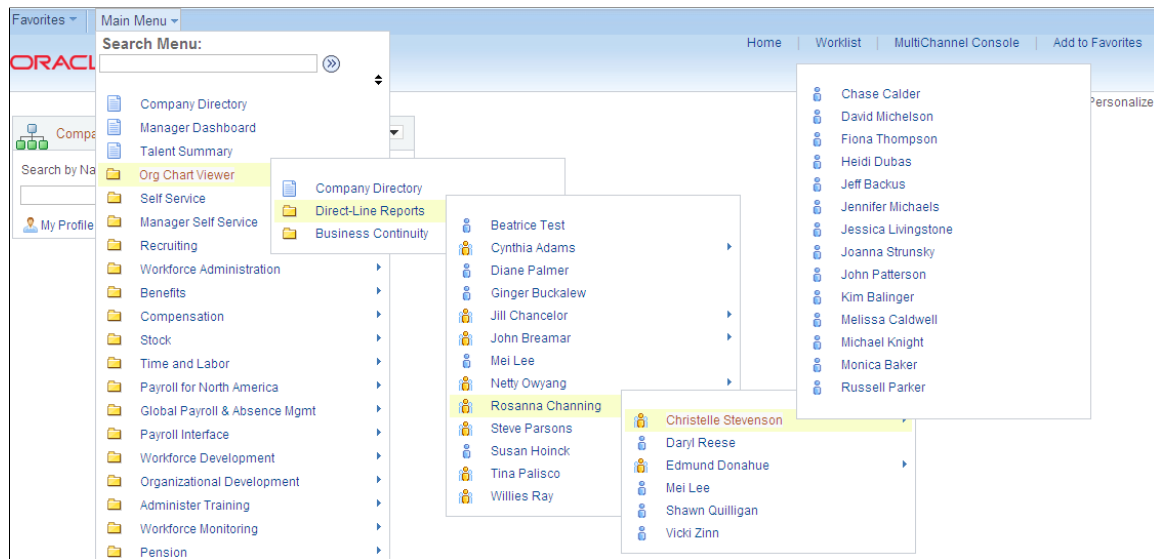 Favorites
Main Menu
Search Menu:
Home | Worklist | MultiChannel Console | Add to Favorites
ORACL
Personalize
Compa
Search by Na
My Profile
Company Directory
Manager Dashboard
Talent Summary
Org Chart Viewer
Self Service
Manager Self Service
Recruiting
Workforce Administration
Benefits
Compensation
Stock
Time and Labor
Payroll for North America
Global Payroll & Absence Mgmt
Payroll Interface
Workforce Development
Organizational Development
Administer Training
Workforce Monitoring
Pension
Company Directory
Direct-Line Reports
Business Continuity
Beatrice Test
Cynthia Adams
Diane Palmer
Ginger Buckalew
Jill Chancelor
John Breamar
Mei Lee
Netty Owyang
Rosanna Channing
Steve Parsons
Susan Hoinck
Tina Palisco
Willies Ray
Christelle Stevenson
Daryl Reese
Edmund Donahue
Mei Lee
Shawn Quilligan
Vicki Zinn
Chase Calder
David Michelson
Fiona Thompson
Heidi Dubas
Jeff Backus
Jennifer Michaels
Jessica Livingstone
Joanna Strunsky
John Patterson
Kim Balinger
Melissa Caldwell
Michael Knight
Monica Baker
Russell Parker